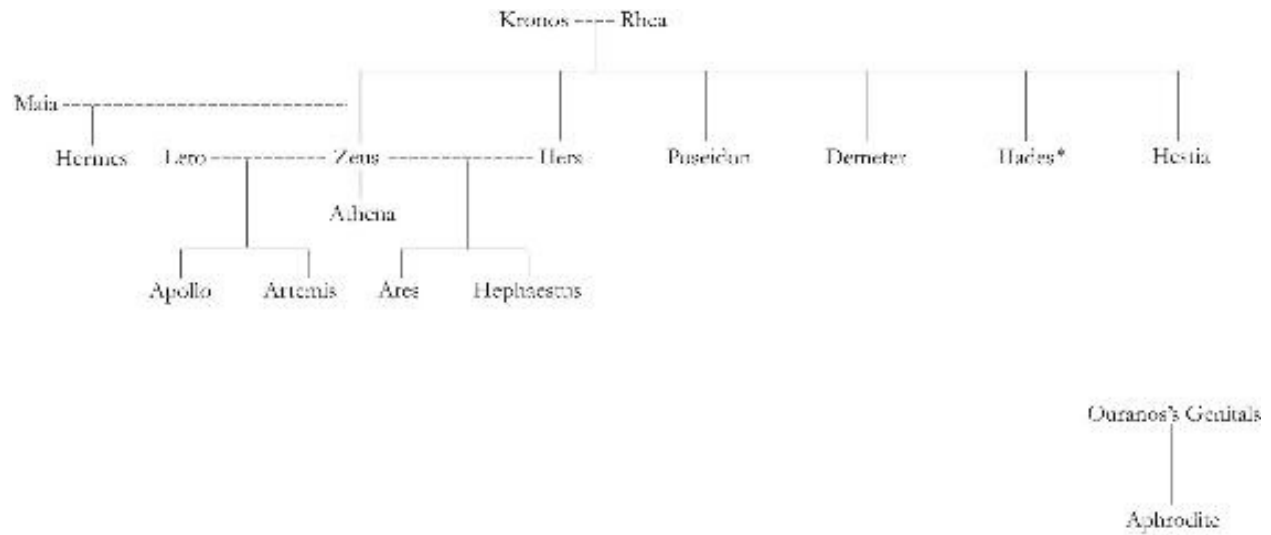 Kronos Rhea
Maia
Hermes Leto Zeus Hera Poseidon Demeter Hades* Hestia
Athena
Apollo Artemis Ares Hephaestus
Ouranos's Genitals
Aphrodite